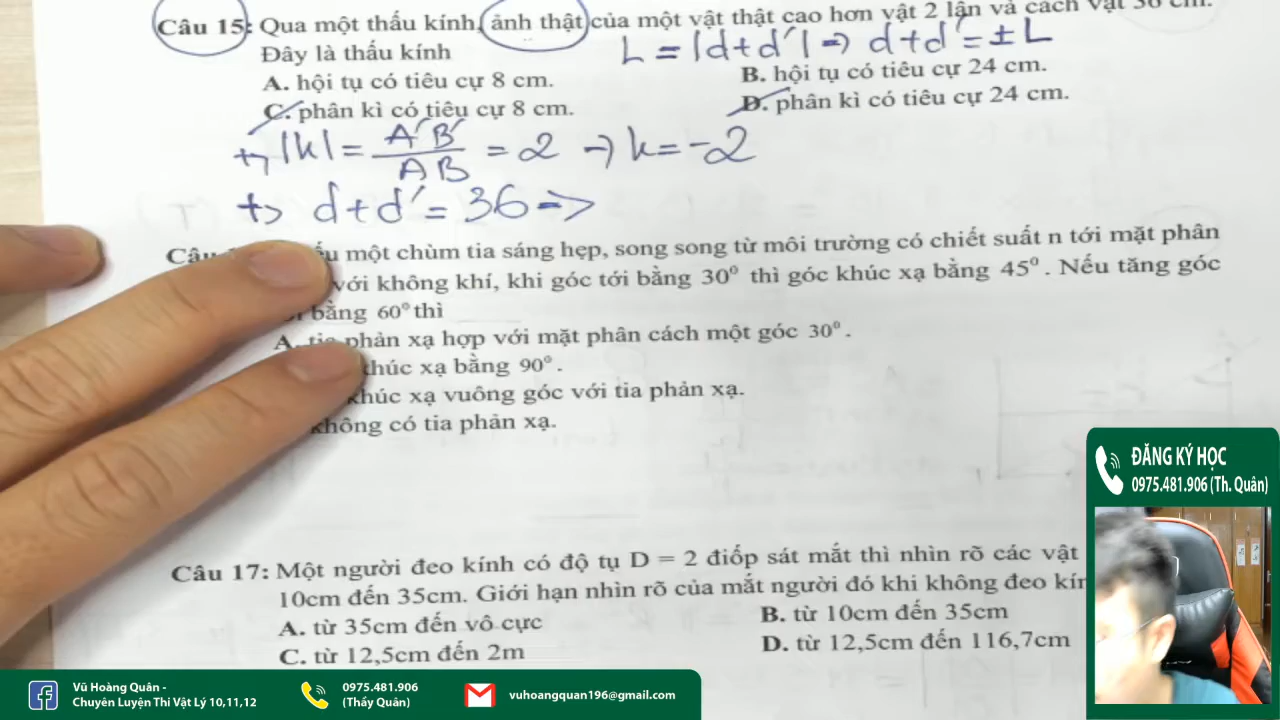 Câu 15: Qua một thấu kính, ảnh thật của một vật thật cao hơn vật 2 lần và cách vật 36 cm.
Đây là thấu kính
L = |d+d'| → d+d' = ±L
A. hội tụ có tiêu cự 8 cm.
B. hội tụ có tiêu cự 24 cm.
C. phân kì có tiêu cự 8 cm.
D. phân kì có tiêu cự 24 cm.
+, |k| = A'B'/AB = 2 → k = -2
+, d+d' = 36 =>
một chùm tia sáng hẹp, song song từ môi trường có chiết suất n tới mặt phân
với không khí, khi góc tới bằng 30° thì góc khúc xạ bằng 45°. Nếu tăng góc
bằng 60° thì
A. tia phản xạ hợp với mặt phân cách một góc 30°.
khúc xạ bằng 90°.
khúc xạ vuông góc với tia phản xạ.
không có tia phản xạ.
Câu 17: Một người đeo kính có độ tụ D = 2 điốp sát mắt thì nhìn rõ các vật
10cm đến 35cm. Giới hạn nhìn rõ của mắt người đó khi không đeo
A. từ 35cm đến vô cực
B. từ 10cm đến 35cm
C. từ 12,5cm đến 2m
D. từ 12,5cm đến 116,7cm
ĐĂNG KÝ HỌC
0975.481.906 (Th. Quân)
Vũ Hoàng Quân -
Chuyên Luyện Thi Vật Lý 10,11,12
0975.481.906
(Thầy Quân)
vuhoangquan196@gmail.com